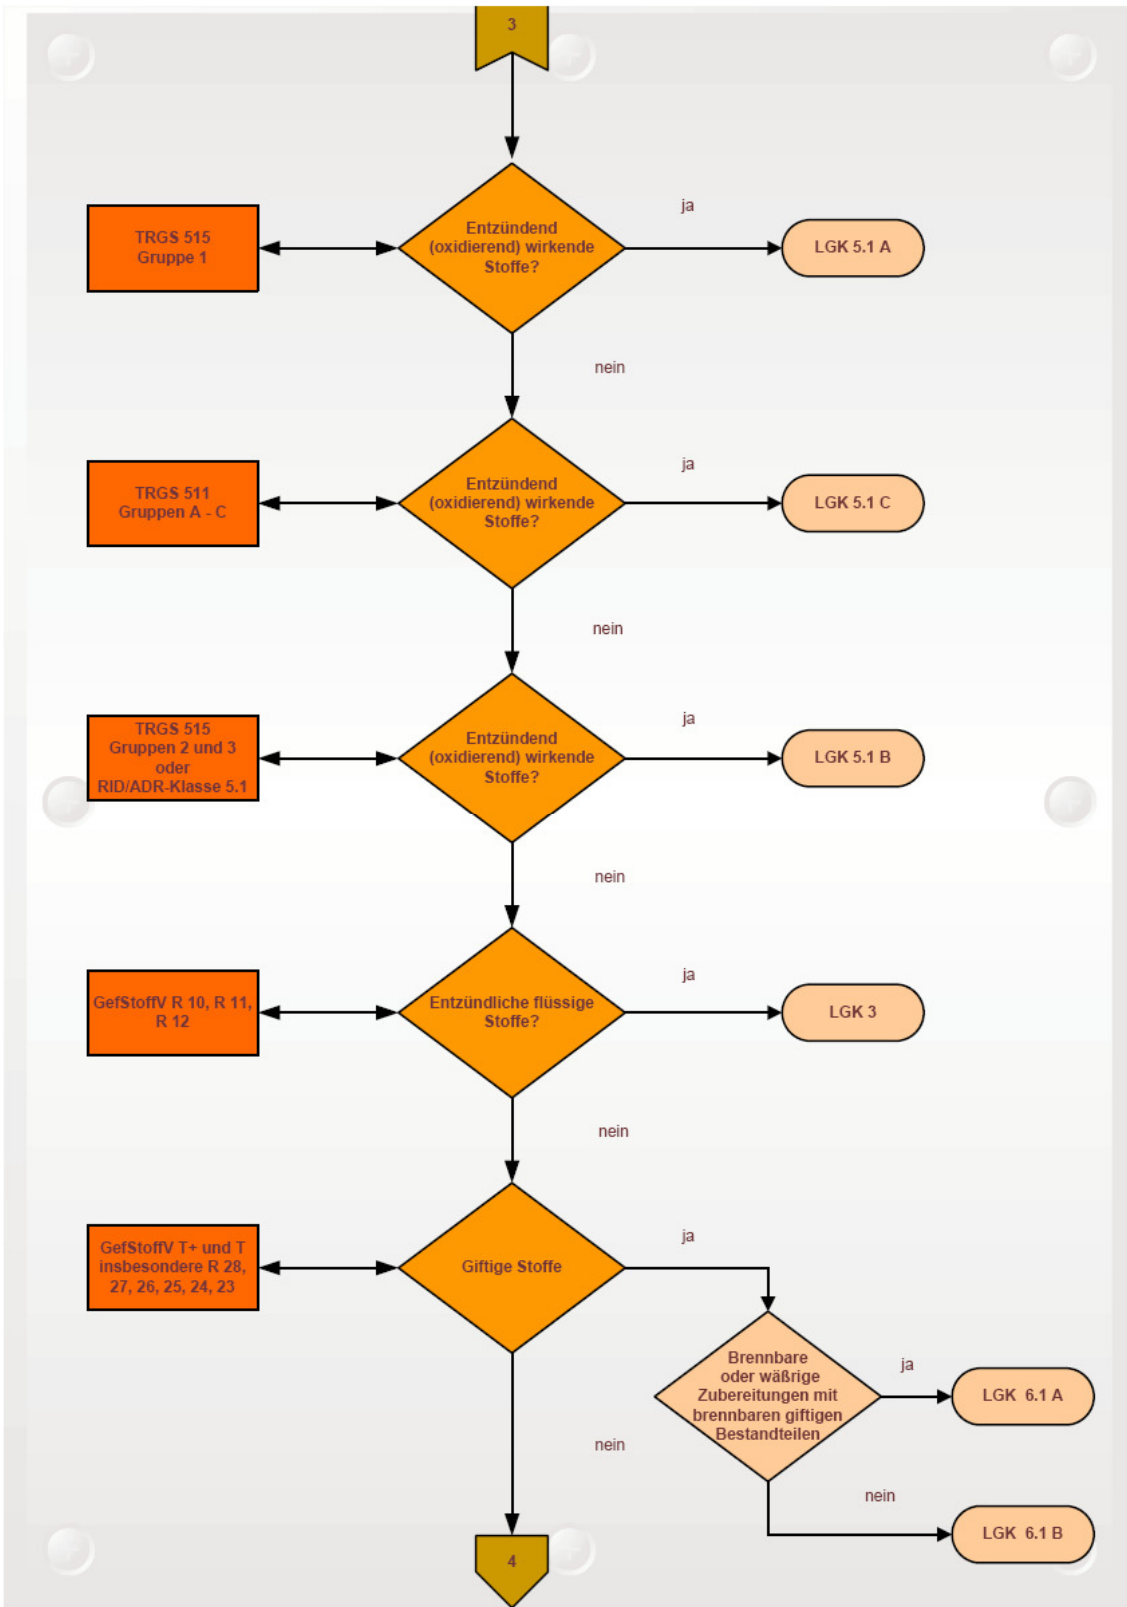 3
TRGS 515
Gruppe 1
Entzündend
(oxidierend) wirkende
Stoffe?
ja
LGK 5.1 A
nein
TRGS 511
Gruppen A - C
Entzündend
(oxidierend) wirkende
Stoffe?
ja
LGK 5.1 C
nein
TRGS 515
Gruppen 2 und 3
oder
RID/ADR-Klasse 5.1
Entzündend
(oxidierend) wirkende
Stoffe?
ja
LGK 5.1 B
nein
GefStoffV R 10, R 11,
R 12
Entzündliche flüssige
Stoffe?
ja
LGK 3
nein
GefStoffV T+ und T
insbesondere R 28,
27, 26, 25, 24, 23
Giftige Stoffe
ja
Brennbare
oder wäßrige
Zubereitungen mit
brennbaren giftigen
Bestandteilen
ja
LGK 6.1 A
nein
nein
LGK 6.1 B
4